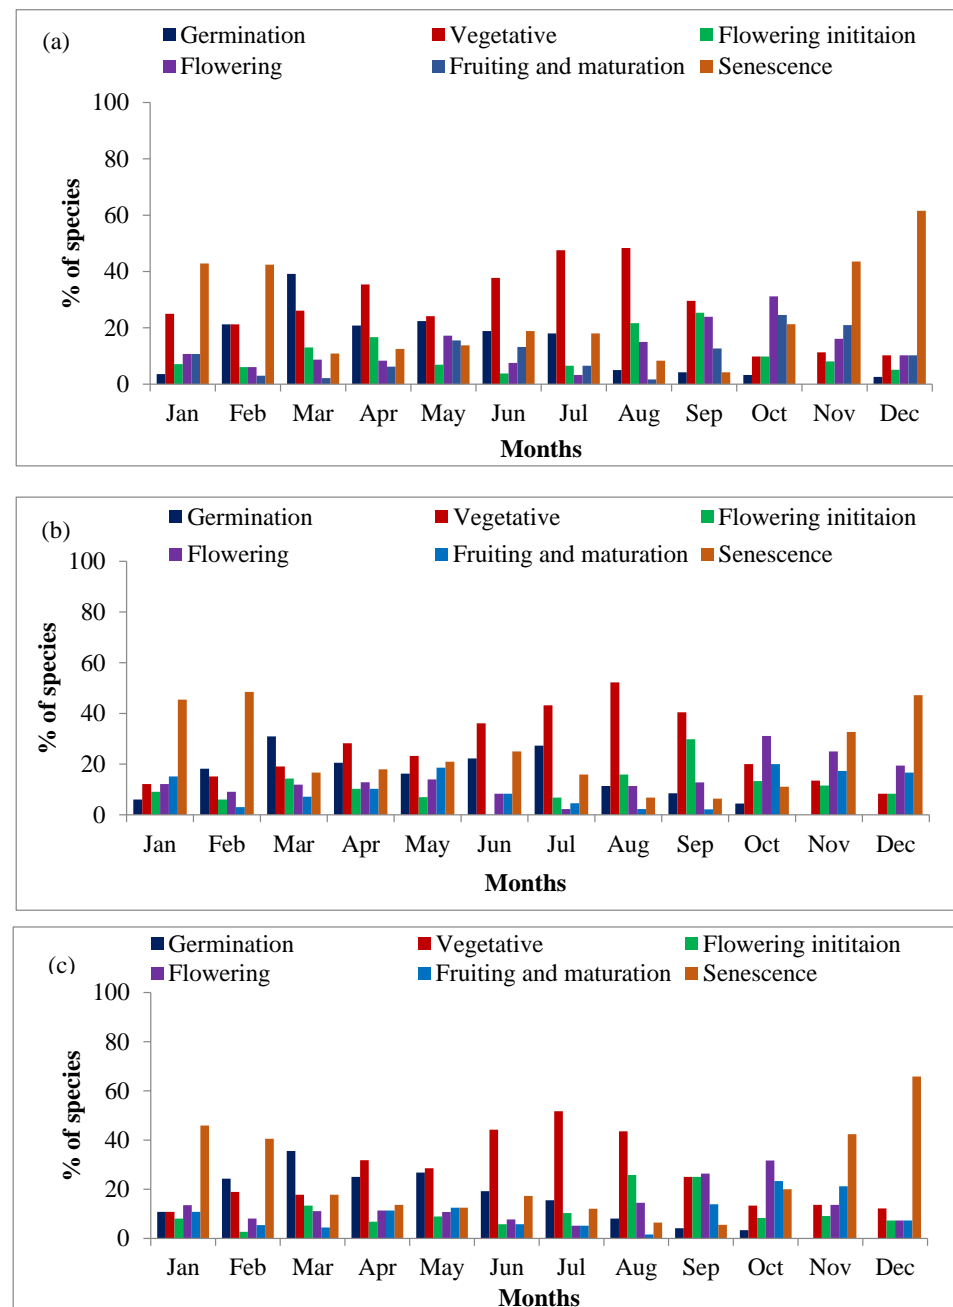 (a)
Germination Vegetative Flowering inititaion
Flowering Fruiting and maturation Senescence
100
80
60
40
20
0
% of species
Jan Feb Mar Apr May Jun Jul Aug Sep Oct Nov Dec
Months
(b)
Germination Vegetative Flowering inititaion
Flowering Fruiting and maturation Senescence
100
80
60
40
20
0
% of species
Jan Feb Mar Apr May Jun Jul Aug Sep Oct Nov Dec
Months
(c)
Germination Vegetative Flowering inititaion
Flowering Fruiting and maturation Senescence
100
80
60
40
20
0
% of species
Jan Feb Mar Apr May Jun Jul Aug Sep Oct Nov Dec
Months